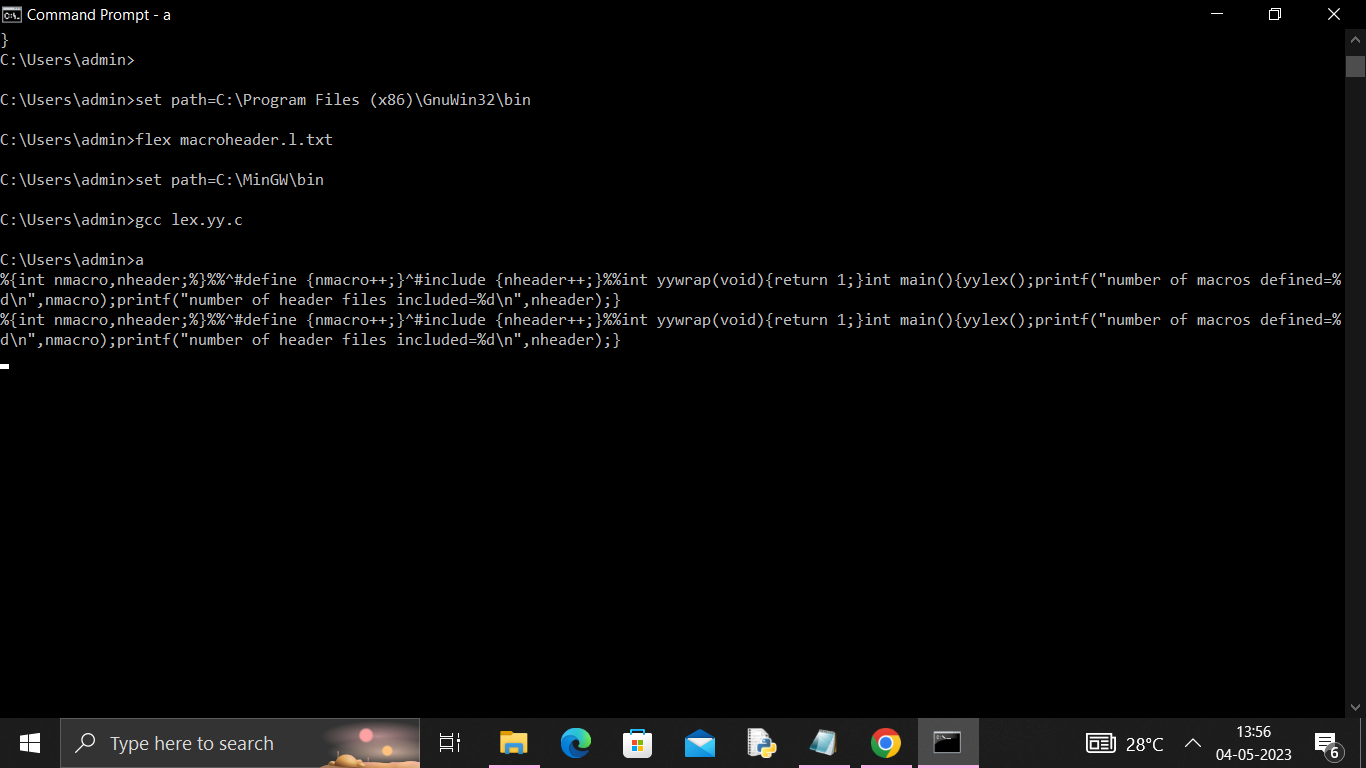 Command Prompt - a
}
C:\Users\admin>
C:\Users\admin>set path=C:\Program Files (x86)\GnuWin32\bin
C:\Users\admin>flex macroheader.l.txt
C:\Users\admin>set path=C:\MinGW\bin
C:\Users\admin>gcc lex.yy.c
C:\Users\admin>a
%{int nmacro,nheader;%}%%^#define {nmacro++;}^#include {nheader++;}%%int yywrap(void){return 1;}int main(){yylex();printf("number of macros defined=%
d\n",nmacro);printf("number of header files included=%d\n",nheader);}
%{int nmacro,nheader;%}%%^#define {nmacro++;}^#include {nheader++;}%%int yywrap(void){return 1;}int main(){yylex();printf("number of macros defined=%
d\n",nmacro);printf("number of header files included=%d\n",nheader);}
Type here to search
28°C
13:56
04-05-2023
6